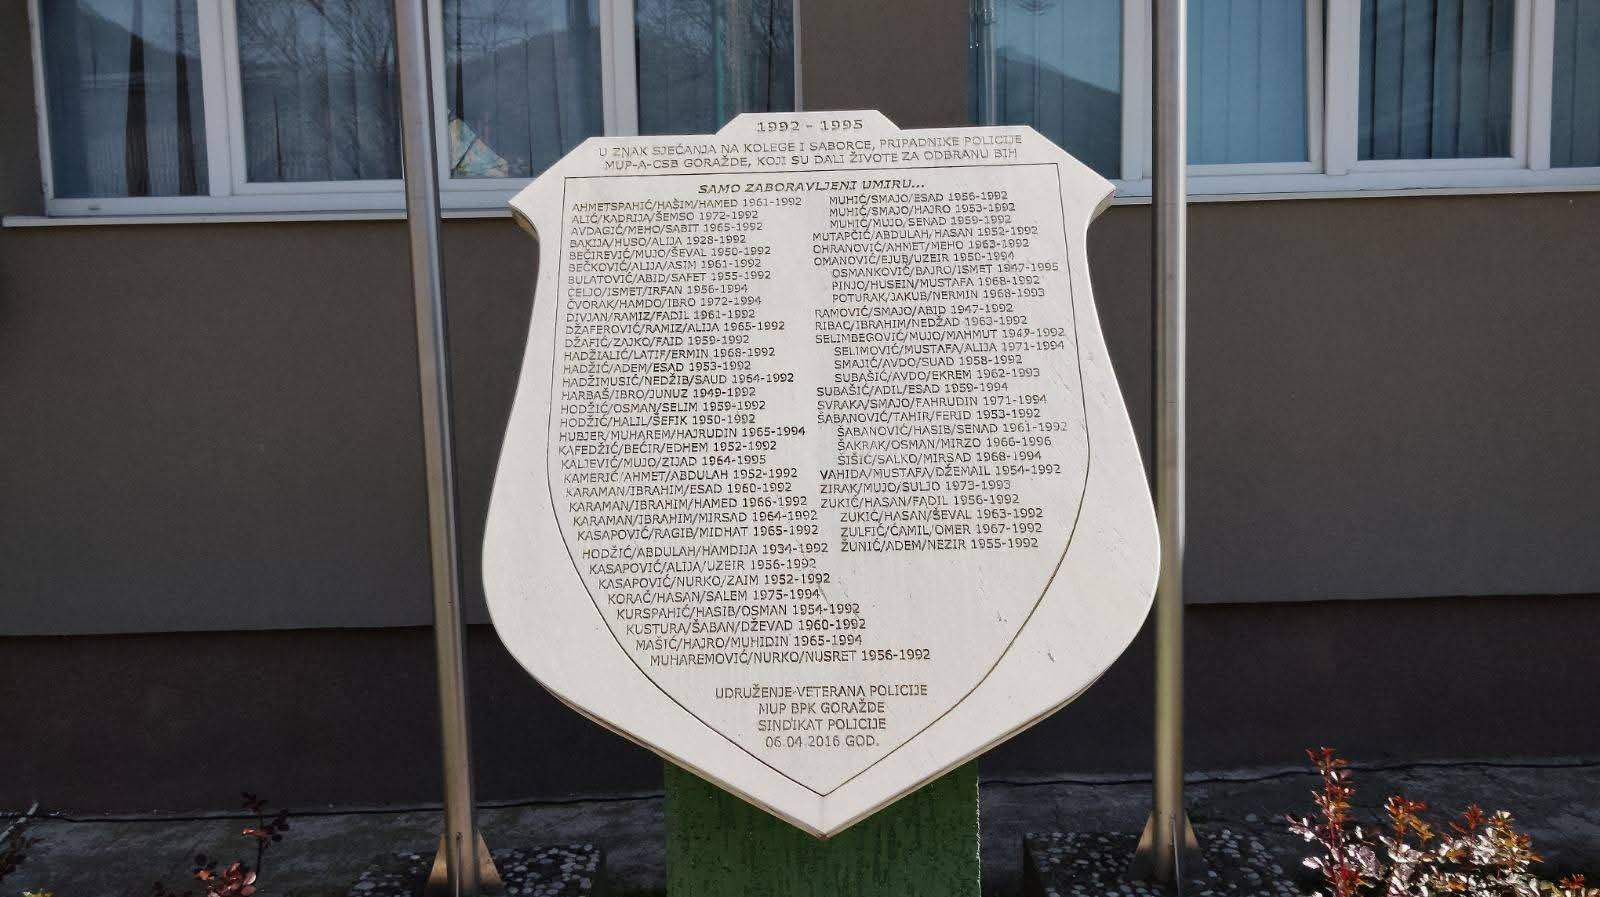 1992 - 1995
U ZNAK SJEĆANJA NA KOLEGE I SABORCE, PRIPADNIKE POLICIJE
MUP-A-CSB GORAŽDE, KOJI SU DALI ŽIVOTE ZA ODBRANU BIH
SAMO ZABORAVLJENI UMIRU...
AHMETSPAHIĆ/HAŠIM/HAMED 1961-1992
ALIĆ/KADRIJA/ŠEMSO 1972-1992
AVDAGIĆ/MEHO/SABIT 1965-1992
BAKIJA/HUSO/ALIJA 1928-1992
BEČIREVIĆ/MUJO/ŠEVAL 1950-1992
BEČKOVIĆ/ALIJA/ASIM 1961-1992
BULATOVIĆ/ABID/SAFET 1955-1992
ČELJO/ISMET/IRFAN 1956-1994
ČVORAK/HAMDO/IBRO 1972-1994
DIVJAN/RAMIZ/FADIL 1961-1992
DŽAFEROVIĆ/RAMIZ/ALIJA 1965-1992
DŽAFIĆ/ZAJKO/FAID 1959-1992
HADŽIALIĆ/LATIF/ERMIN 1968-1992
HADŽIĆ/ADEM/ESAD 1953-1992
HADŽIMUSIĆ/NEDŽIB/SAUD 1964-1992
HARBAŠ/IBRO/JUNUZ 1949-1992
HODŽIĆ/OSMAN/SELIM 1959-1992
HODŽIĆ/HALIL/ŠEFIK 1950-1992
HUBJER/MUHAREM/HAJRUDIN 1965-1994
KAFEDŽIĆ/BEĆIR/EDHEM 1952-1992
KALJEVIĆ/MUJO/ZIJAD 1964-1995
KAMERIĆ/AHMET/ABDULAH 1952-1992
KARAMAN/IBRAHIM/ESAD 1960-1992
KARAMAN/IBRAHIM/HAMED 1966-1992
KARAMAN/IBRAHIM/MIRSAD 1964-1992
KASAPOVIĆ/RAGIB/MIDHAT 1965-1992
HODŽIĆ/ABDULAH/HAMDIJA 1934-1992
KASAPOVIĆ/ALIJA/UZEIR 1956-1992
KASAPOVIĆ/NURKO/ZAIM 1952-1992
KORAĆ/HASAN/SALEM 1975-1994
KURSPAHIĆ/HASIB/OSMAN 1954-1992
KUSTURA/ŠABAN/DŽEVAD 1960-1992
MAŠIĆ/HAJRO/MUHIDIN 1965-1994
MUHAREMOVIĆ/NURKO/NUSRET 1956-1992
MUHIĆ/SMAJO/ESAD 1956-1992
MUHIĆ/SMAJO/HAJRO 1953-1992
MUHIĆ/MUJO/SENAD 1959-1992
MUTAPČIĆ/ABDULAH/HASAN 1952-1992
OHRANOVIĆ/AHMET/MEHO 1963-1992
OMANOVIĆ/EJUB/UZEIR 1950-1994
OSMANKOVIĆ/BAJRO/ISMET 1947-1995
PINJO/HUSEIN/MUSTAFA 1968-1992
POTURAK/JAKUB/NERMIN 1968-1993
RAMOVIĆ/SMAJO/ABID 1947-1992
RIBAC/IBRAHIM/NEDŽAD 1963-1992
SELIMBEGOVIĆ/MUJO/MAHMUT 1949-1992
SELIMOVIĆ/MUSTAFA/ALIJA 1971-1994
SMAJIĆ/AVDO/SUAD 1958-1992
SUBAŠIĆ/AVDO/EKREM 1962-1993
SUBAŠIĆ/ADIL/ESAD 1959-1994
SVRAKA/SMAJO/FAHRUDIN 1971-1994
ŠABANOVIĆ/TAHIR/FERID 1953-1992
ŠABANOVIĆ/HASIB/SENAD 1961-1992
ŠAKRAK/OSMAN/MIRZO 1966-1996
ŠIŠIĆ/SALKO/MIRSAD 1968-1994
VAHIDA/MUSTAFA/DŽEMAIL 1954-1992
ZIRAK/MUJO/SULJO 1973-1993
ZUKIĆ/HASAN/FADIL 1956-1992
ZUKIĆ/HASAN/ŠEVAL 1963-1992
ZULFIĆ/ĆAMIL/OMER 1967-1992
ŽUNIĆ/ADEM/NEZIR 1955-1992
UDRUŽENJE VETERANA POLICIJE
MUP BPK GORAŽDE
SINDIKAT POLICIJE
06.04.2016 GOD.